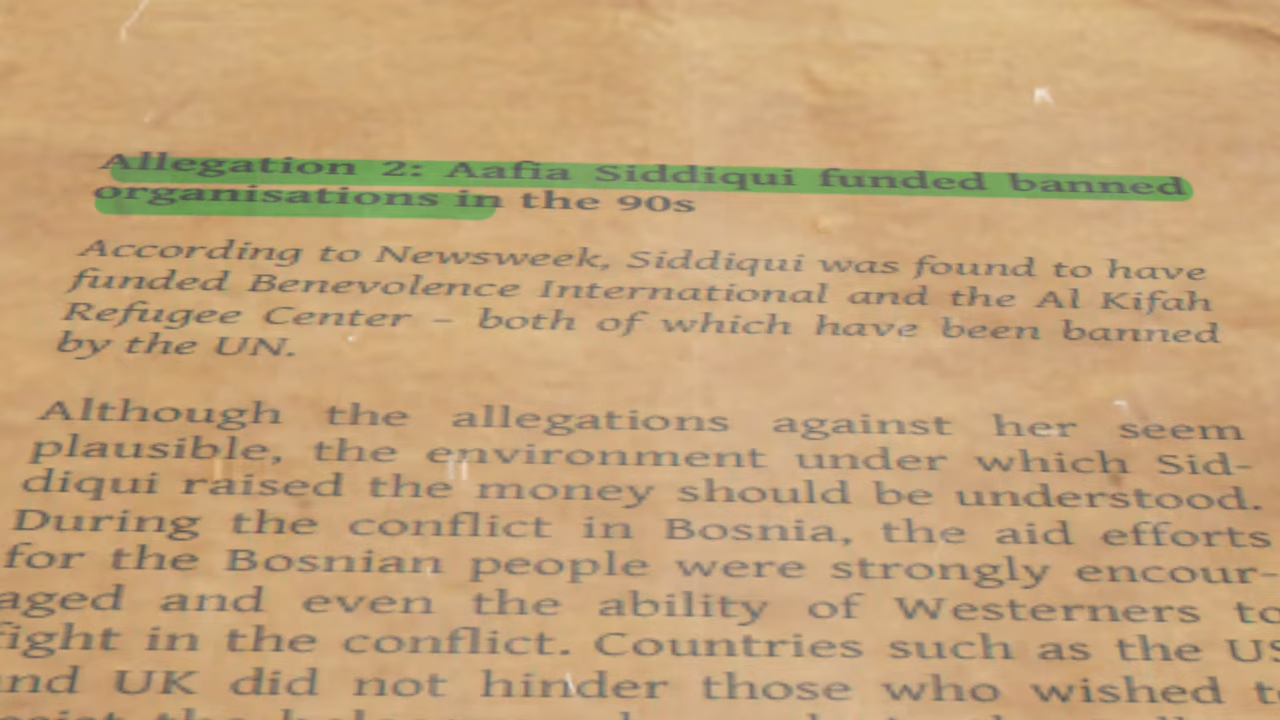 Allegation 2: Aafia Siddiqui funded banned
organisations in the 90s
According to Newsweek, Siddiqui was found to have
funded Benevolence International and the Al Kifah
Refugee Center – both of which have been banned
by the UN.
Although the allegations against her seem
plausible, the environment under which Sid-
diqui raised the money should be understood.
During the conflict in Bosnia, the aid efforts
for the Bosnian people were strongly encour-
aged and even the ability of Westerners to
fight in the conflict. Countries such as the US
and UK did not hinder those who wished to